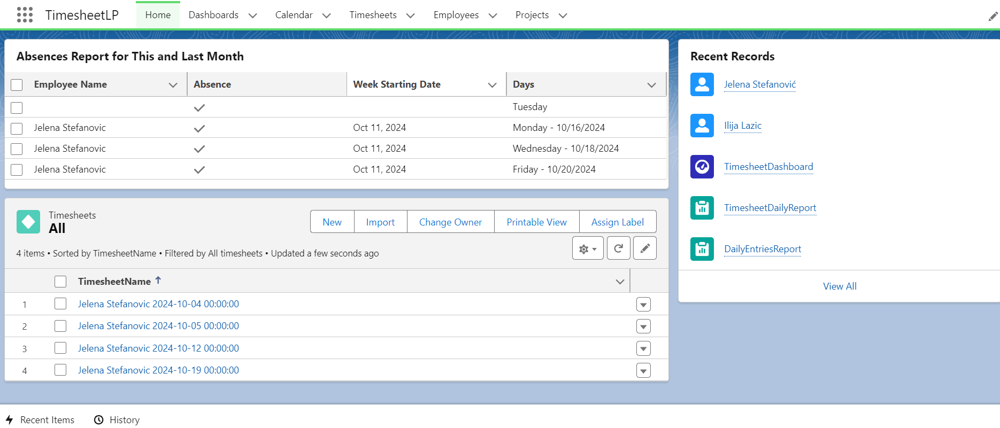 TimesheetLP Home Dashboards Calendar Timesheets Employees Projects
Absences Report for This and Last Month
Employee Name Absence Week Starting Date Days
Tuesday
Jelena Stefanovic Oct 11, 2024 Monday - 10/16/2024
Jelena Stefanovic Oct 11, 2024 Wednesday - 10/18/2024
Jelena Stefanovic Oct 11, 2024 Friday - 10/20/2024
Timesheets
All
New Import Change Owner Printable View Assign Label
4 items • Sorted by TimesheetName • Filtered by All timesheets • Updated a few seconds ago
TimesheetName
1 Jelena Stefanovic 2024-10-04 00:00:00
2 Jelena Stefanovic 2024-10-05 00:00:00
3 Jelena Stefanovic 2024-10-12 00:00:00
4 Jelena Stefanovic 2024-10-19 00:00:00
Recent Records
Jelena Stefanović
Ilija Lazic
TimesheetDashboard
TimesheetDailyReport
DailyEntriesReport
View All
Recent Items History